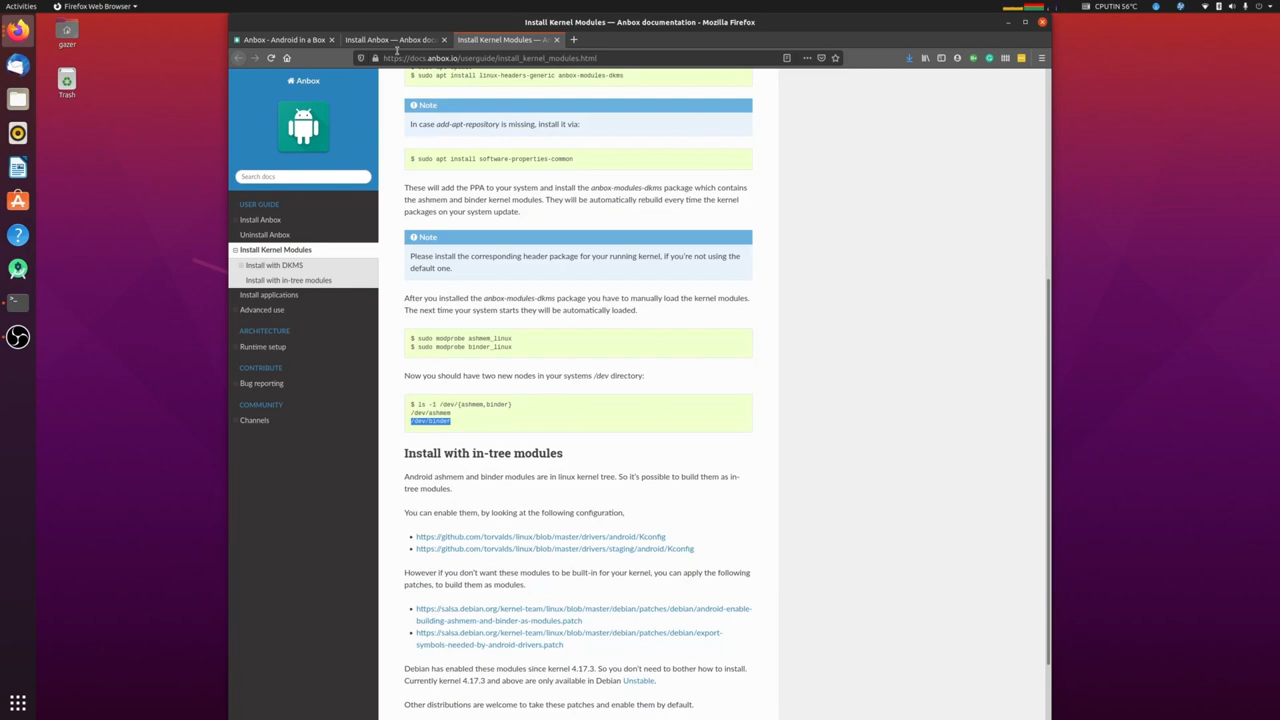 Activities
Firefox Web Browser
CPUTIN 56°C
gazer
Trash
Install Kernel Modules — Anbox documentation - Mozilla Firefox
Anbox - Android in a Box
Install Anbox — Anbox doc
Install Kernel Modules —
https://docs.anbox.io/userguide/install_kernel_modules.html
Anbox
Search docs
USER GUIDE
Install Anbox
Uninstall Anbox
Install Kernel Modules
Install with DKMS
Install with in-tree modules
Install applications
Advanced use
ARCHITECTURE
Runtime setup
CONTRIBUTE
Bug reporting
COMMUNITY
Channels
$ sudo apt install linux-headers-generic anbox-modules-dkms
Note
In case add-apt-repository is missing, install it via:
$ sudo apt install software-properties-common
These will add the PPA to your system and install the anbox-modules-dkms package which contains
the ashmem and binder kernel modules. They will be automatically rebuild every time the kernel
packages on your system update.
Note
Please install the corresponding header package for your running kernel, if you're not using the
default one.
After you installed the anbox-modules-dkms package you have to manually load the kernel modules.
The next time your system starts they will be automatically loaded.
$ sudo modprobe ashmem_linux
$ sudo modprobe binder_linux
Now you should have two new nodes in your systems /dev directory:
$ ls -1 /dev/{ashmem,binder}
/dev/ashmem
/dev/binder
Install with in-tree modules
Android ashmem and binder modules are in linux kernel tree. So it's possible to build them as in-
tree modules.
You can enable them, by looking at the following configuration,
• https://github.com/torvalds/linux/blob/master/drivers/android/Kconfig
• https://github.com/torvalds/linux/blob/master/drivers/staging/android/Kconfig
However if you don't want these modules to be built-in for your kernel, you can apply the following
patches, to build them as modules.
• https://salsa.debian.org/kernel-team/linux/blob/master/debian/patches/debian/android-enable-
building-ashmem-and-binder-as-modules.patch
• https://salsa.debian.org/kernel-team/linux/blob/master/debian/patches/debian/export-
symbols-needed-by-android-drivers.patch
Debian has enabled these modules since kernel 4.17.3. So you don't need to bother how to install.
Currently kernel 4.17.3 and above are only available in Debian Unstable.
Other distributions are welcome to take these patches and enable them by default.